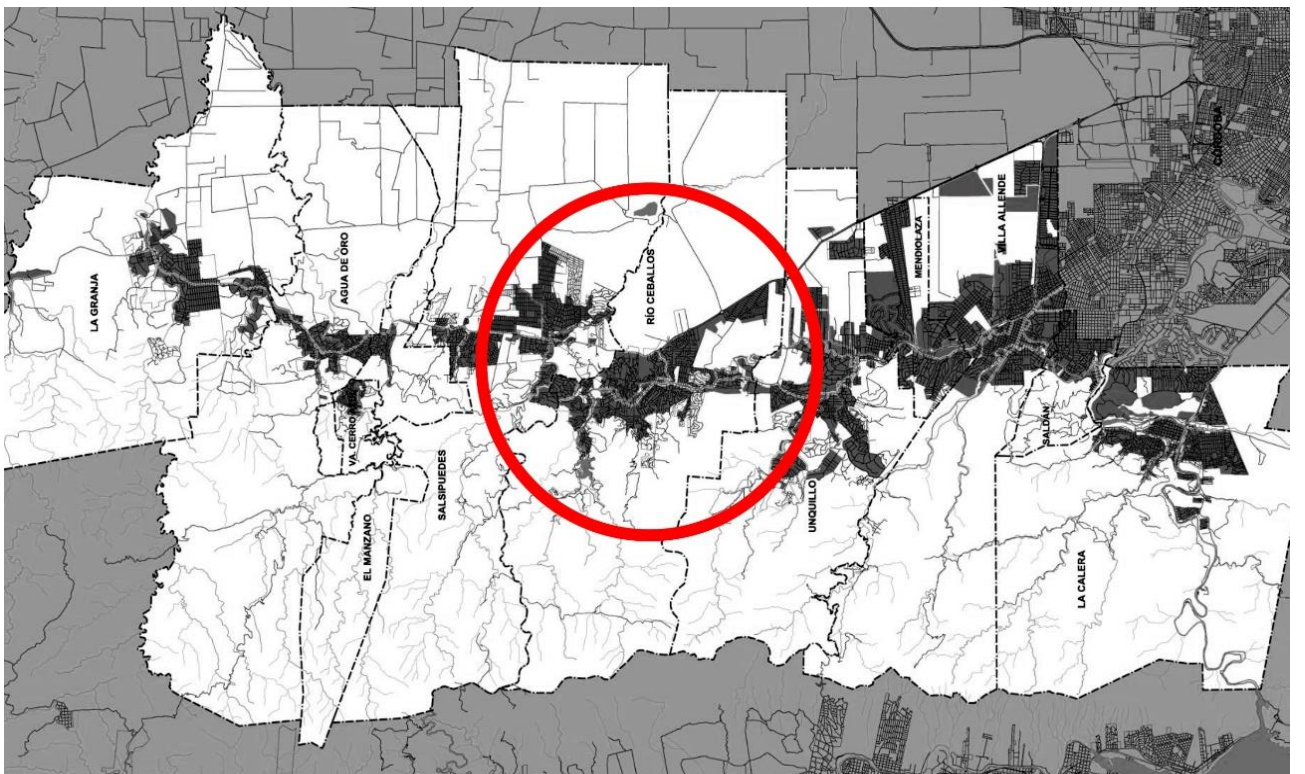 LA GRANJA
AGUA DE ORO
VA. CERRO AZUL
EL MANZANO
SALSIPUEDES
RÍO CEBALLOS
UNQUILLO
MENDIOLAZA
VILLA ALLENDE
SALDÁN
LA CALERA
CÓRDOBA